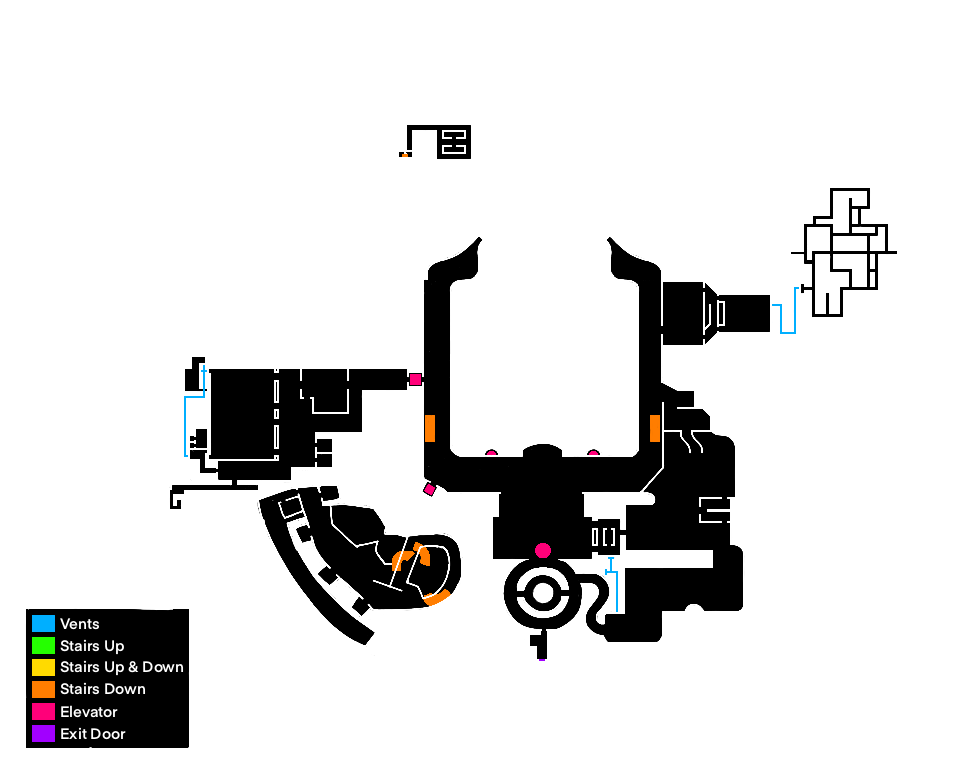 Vents
Stairs Up
Stairs Up & Down
Stairs Down
Elevator
Exit Door